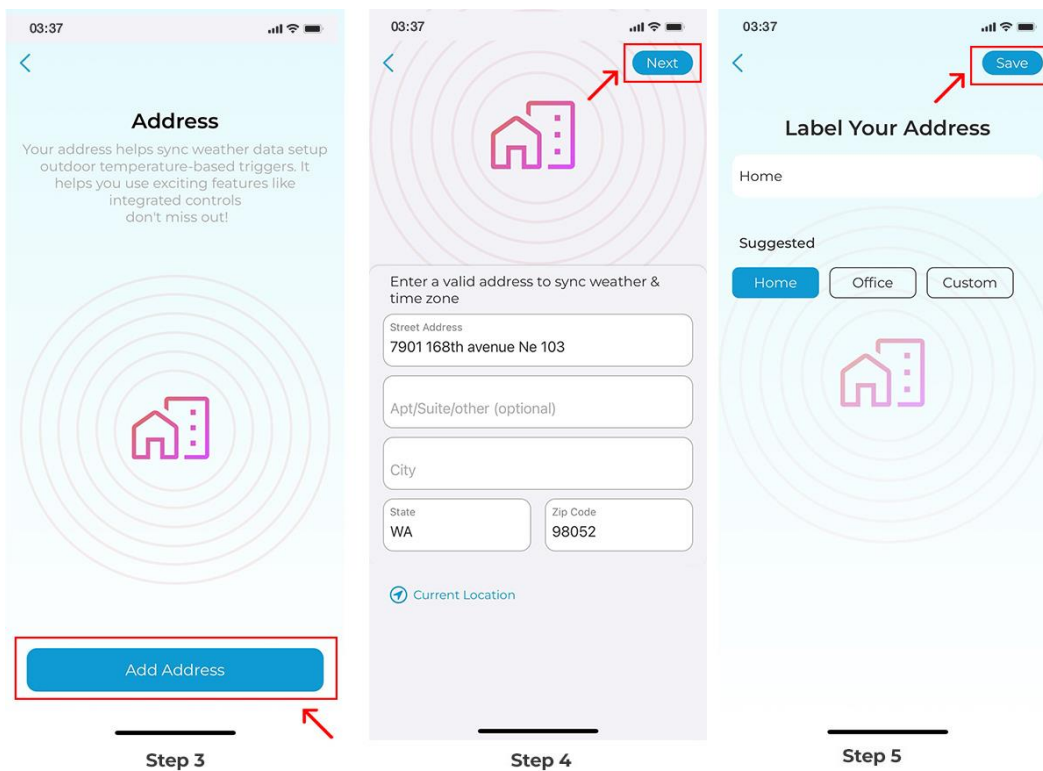 03:37
Address
Your address helps sync weather data setup
outdoor temperature-based triggers. It
helps you use exciting features like
integrated controls
don't miss out!
Add Address
Step 3
03:37
Next
Enter a valid address to sync weather &
time zone
Street Address
7901 168th avenue Ne 103
Apt/Suite/other (optional)
City
State
WA
Zip Code
98052
Current Location
Step 4
03:37
Save
Label Your Address
Home
Suggested
Home
Office
Custom
Step 5